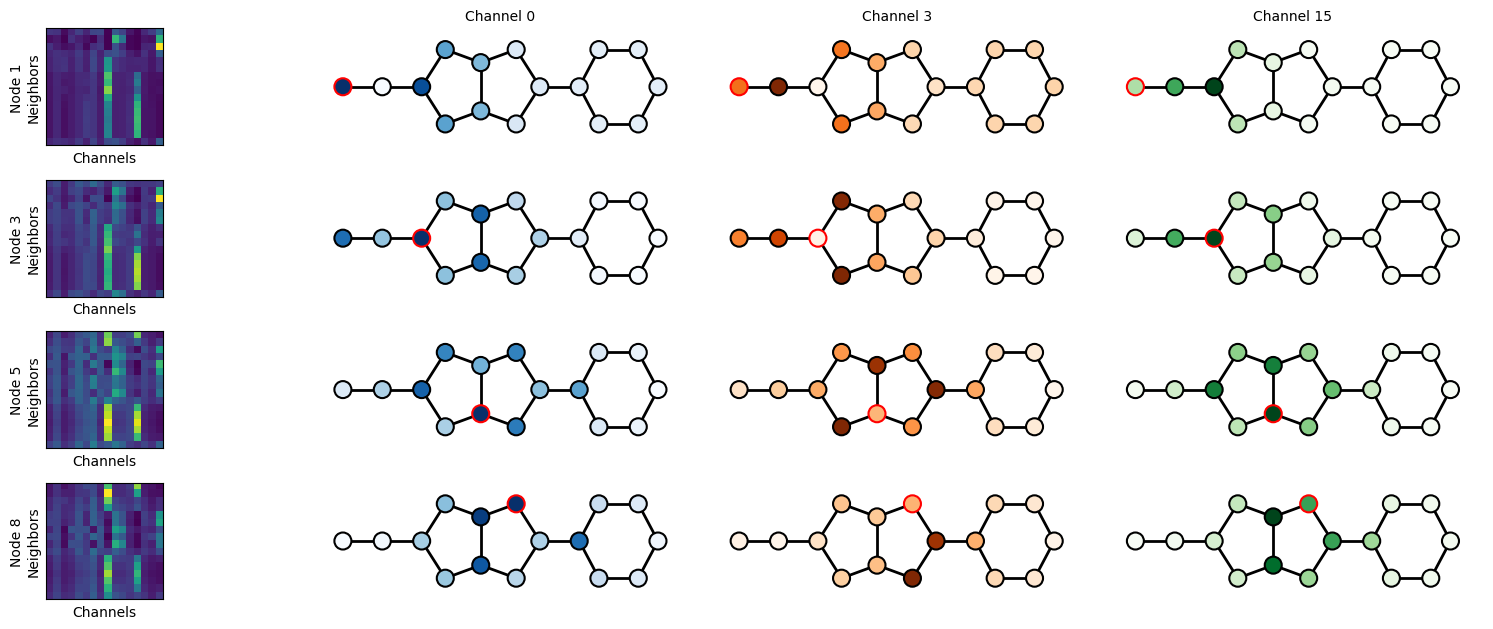 Channel 0
Channel 3
Channel 15
Node 1
Neighbors
Channels
Node 3
Neighbors
Channels
Node 5
Neighbors
Channels
Node 8
Neighbors
Channels